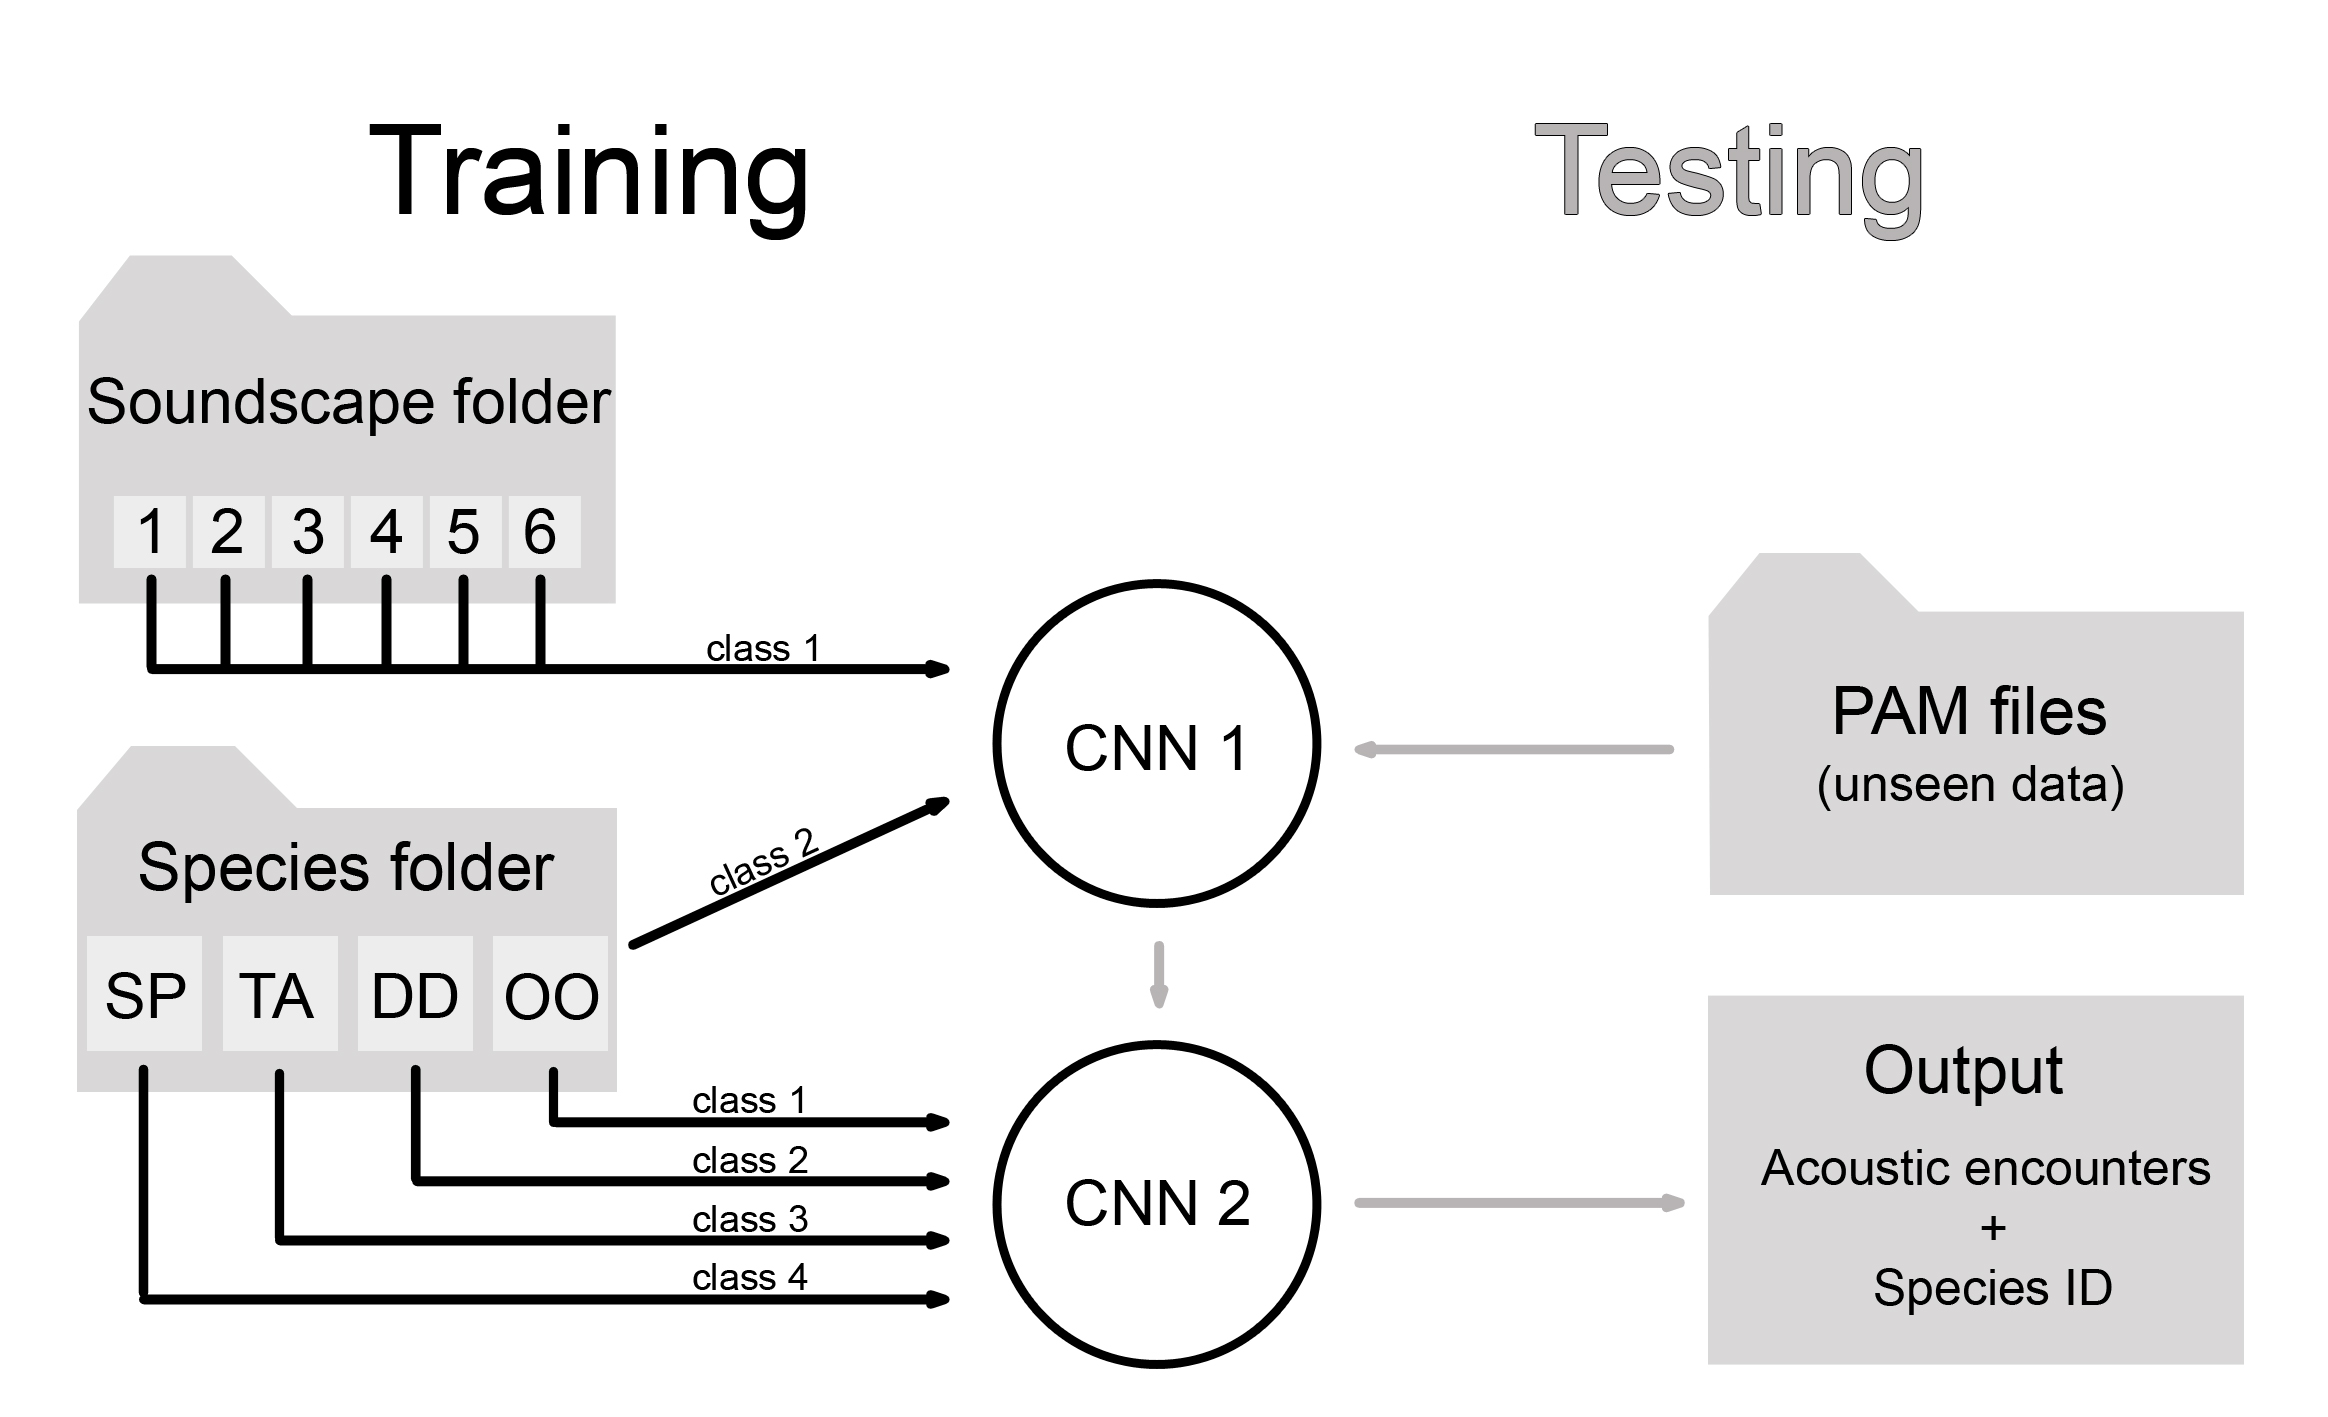 Training
Testing
Soundscape folder
1 2 3 4 5 6
class 1
CNN 1
class 2
Species folder
SP TA DD OO
class 1
class 2
class 3
class 4
CNN 2
PAM files
(unseen data)
Output
Acoustic encounters
+
Species ID